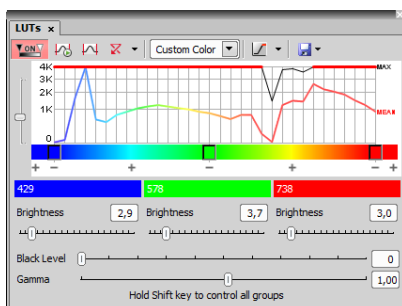 LUTs x
ON
Custom Color
4K
3K
2K
1K
0
MAX
MEAN
+ - + - + - +
429 578 738
Brightness 2,9 Brightness 3,7 Brightness 3,0
Black Level 0
Gamma 1,00
Hold Shift key to control all groups